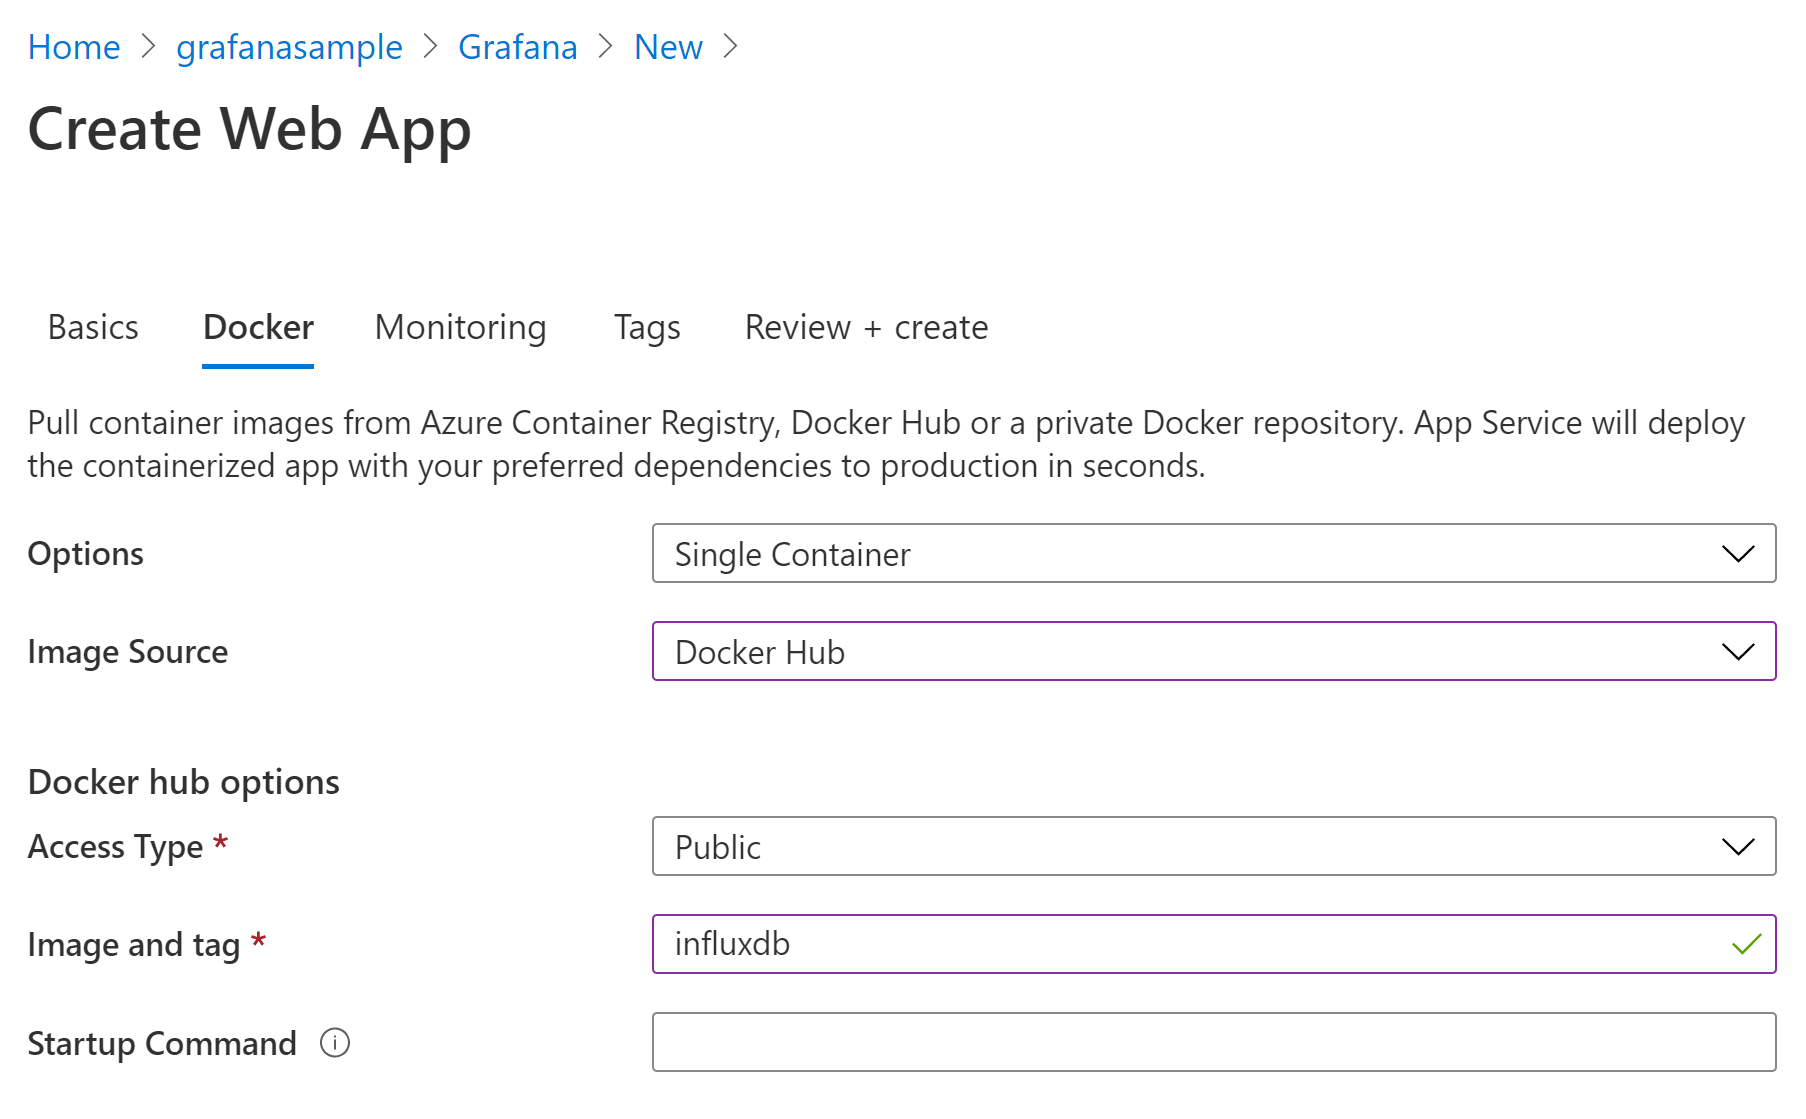 Home > grafanasample > Grafana > New >
Create Web App
Basics Docker Monitoring Tags Review + create
Pull container images from Azure Container Registry, Docker Hub or a private Docker repository. App Service will deploy
the containerized app with your preferred dependencies to production in seconds.
Options Single Container
Image Source Docker Hub
Docker hub options
Access Type * Public
Image and tag * influxdb
Startup Command